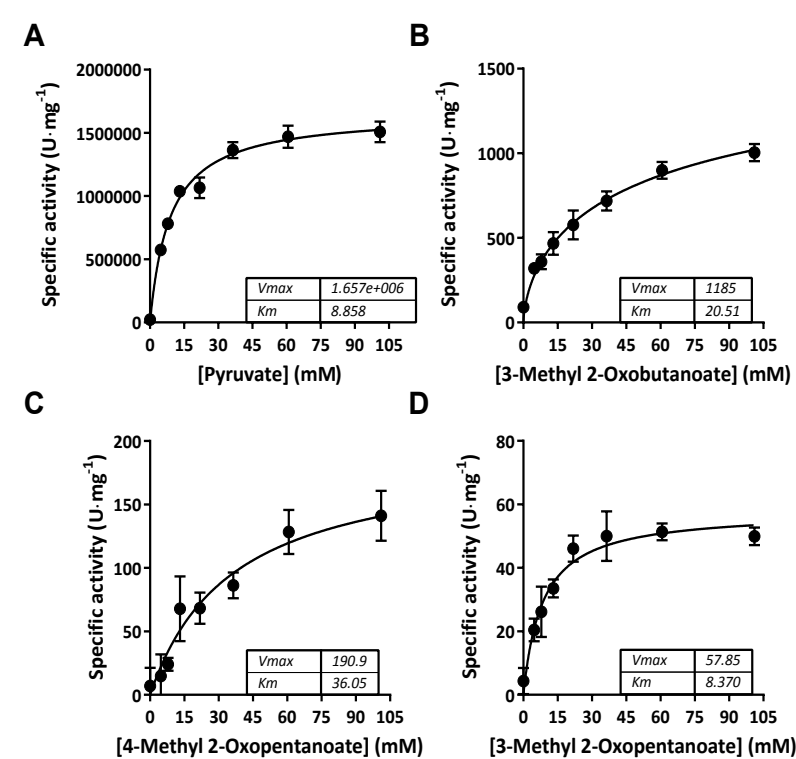 A
Specific activity (U·mg⁻¹)
2000000
1500000
1000000
500000
0
Vmax 1.657e+006
Km 8.858
0 15 30 45 60 75 90 105
[Pyruvate] (mM)
B
Specific activity (U·mg⁻¹)
1500
1000
500
0
Vmax 1185
Km 20.51
0 15 30 45 60 75 90 105
[3-Methyl 2-Oxobutanoate] (mM)
C
Specific activity (U·mg⁻¹)
200
150
100
50
0
Vmax 190.9
Km 36.05
0 15 30 45 60 75 90 105
[4-Methyl 2-Oxopentanoate] (mM)
D
Specific activity (U·mg⁻¹)
80
60
40
20
0
Vmax 57.85
Km 8.370
0 15 30 45 60 75 90 105
[3-Methyl 2-Oxopentanoate] (mM)